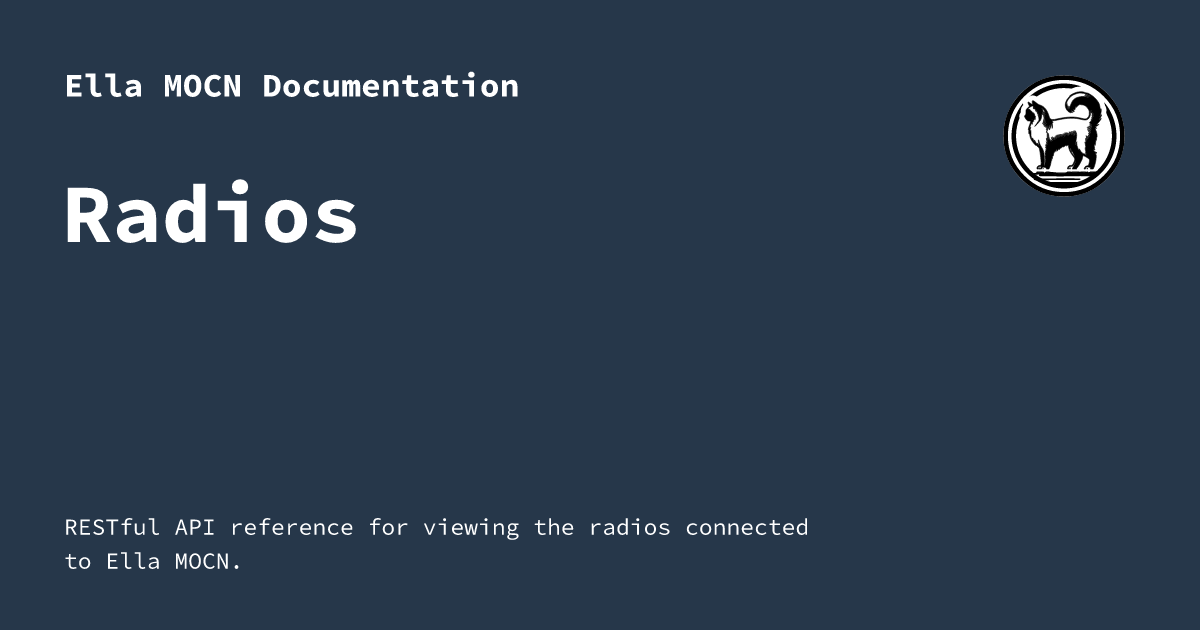 Ella MOCN Documentation
Radios
RESTful API reference for viewing the radios connected
to Ella MOCN.